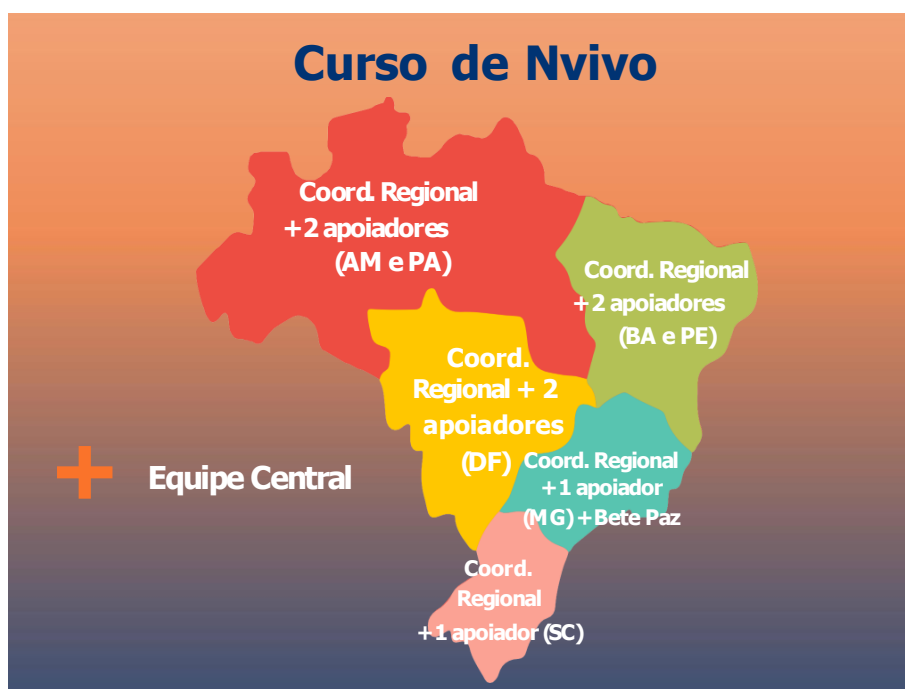 Curso de Nvivo
Coord. Regional
+2 apoiadores
(AM e PA)
Coord. Regional
+2 apoiadores
(BA e PE)
Coord.
Regional + 2
apoiadores
(DF)
Coord. Regional
+1 apoiador
(MG)+Bete Paz
+ Equipe Central
Coord.
Regional
+1 apoiador (SC)